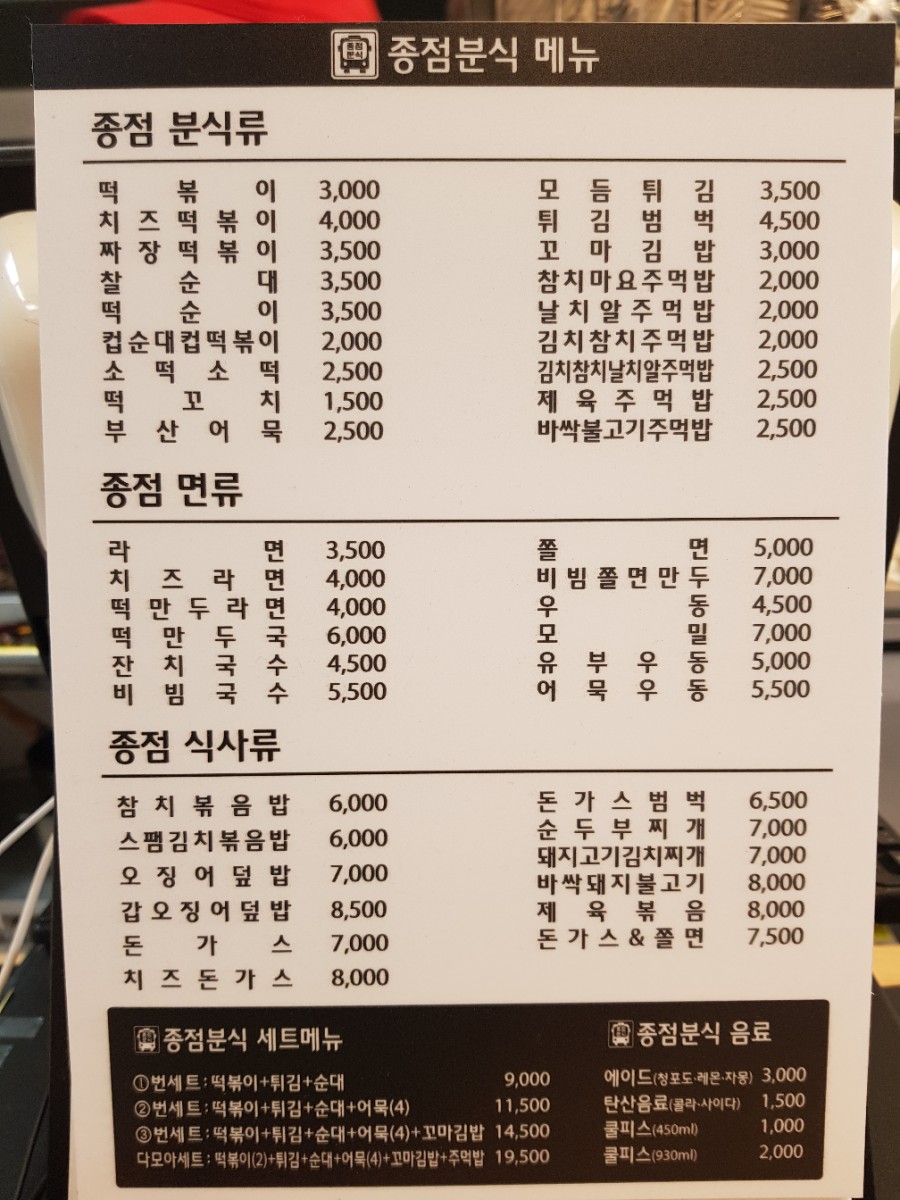 종점분식 메뉴
종점 분식류
떡볶이 3,000
치즈떡볶이 4,000
짜장떡볶이 3,500
찰순대 3,500
떡순이 3,500
컵순대컵떡볶이 2,000
소떡소떡 2,500
떡꼬치 1,500
부산어묵 2,500
모듬튀김 3,500
튀김범벅 4,500
꼬마김밥 3,000
참치마요주먹밥 2,000
날치알주먹밥 2,000
김치참치주먹밥 2,000
김치참치날치알주먹밥 2,500
제육주먹밥 2,500
바싹불고기주먹밥 2,500
종점 면류
라면 3,500
치즈라면 4,000
떡만두라면 4,000
떡만두국 6,000
잔치국수 4,500
비빔국수 5,500
쫄면 5,000
비빔쫄면만두 7,000
우동 4,500
모밀 7,000
유부우동 5,000
어묵우동 5,500
종점 식사류
참치볶음밥 6,000
스팸김치볶음밥 6,000
오징어덮밥 7,000
갑오징어덮밥 8,500
돈가스 7,000
치즈돈가스 8,000
돈가스범벅 6,500
순두부찌개 7,000
돼지고기김치찌개 7,000
바싹돼지불고기 8,000
제육볶음 8,000
돈가스&쫄면 7,500
종점분식 세트메뉴
①번세트:떡볶이+튀김+순대 9,000
②번세트:떡볶이+튀김+순대+어묵(4) 11,500
③번세트:떡볶이+튀김+순대+어묵(4)+꼬마김밥 14,500
다모아세트:떡볶이(2)+튀김+순대+어묵(4)+꼬마김밥+주먹밥 19,500
종점분식 음료
에이드(청포도·레몬·자몽) 3,000
탄산음료(콜라·사이다) 1,500
쿨피스(450ml) 1,000
쿨피스(930ml) 2,000